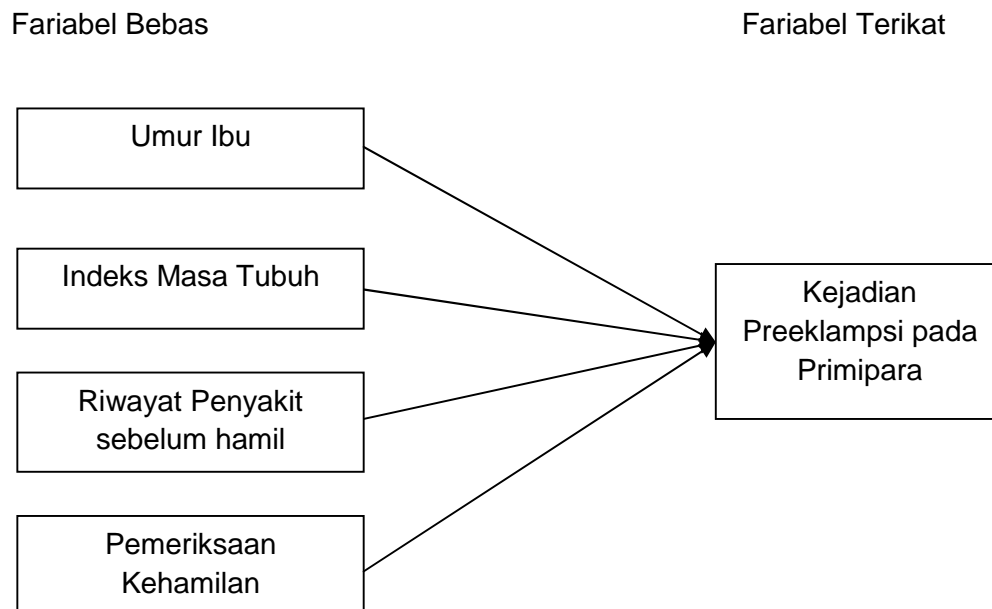 Fariabel Bebas
Fariabel Terikat
Umur Ibu
Indeks Masa Tubuh
Riwayat Penyakit
sebelum hamil
Pemeriksaan
Kehamilan
Kejadian
Preeklampsi pada
Primipara